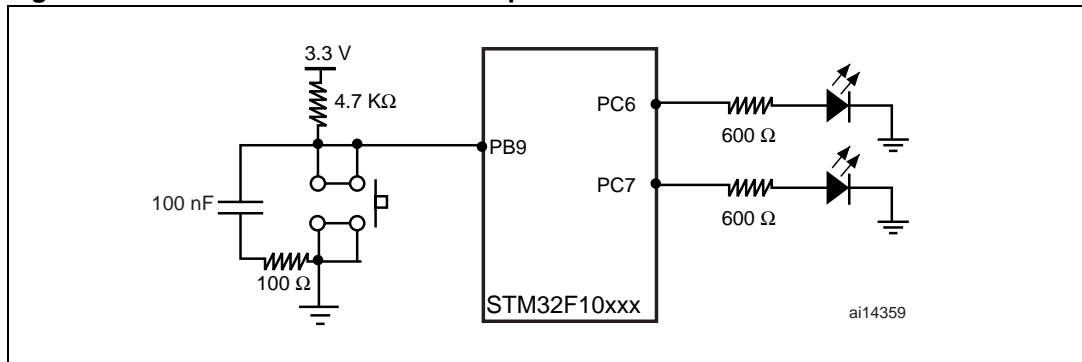 3.3 V
4.7 KΩ
PB9
100 nF
100 Ω
PC6
600 Ω
PC7
600 Ω
STM32F10xxx
ai14359